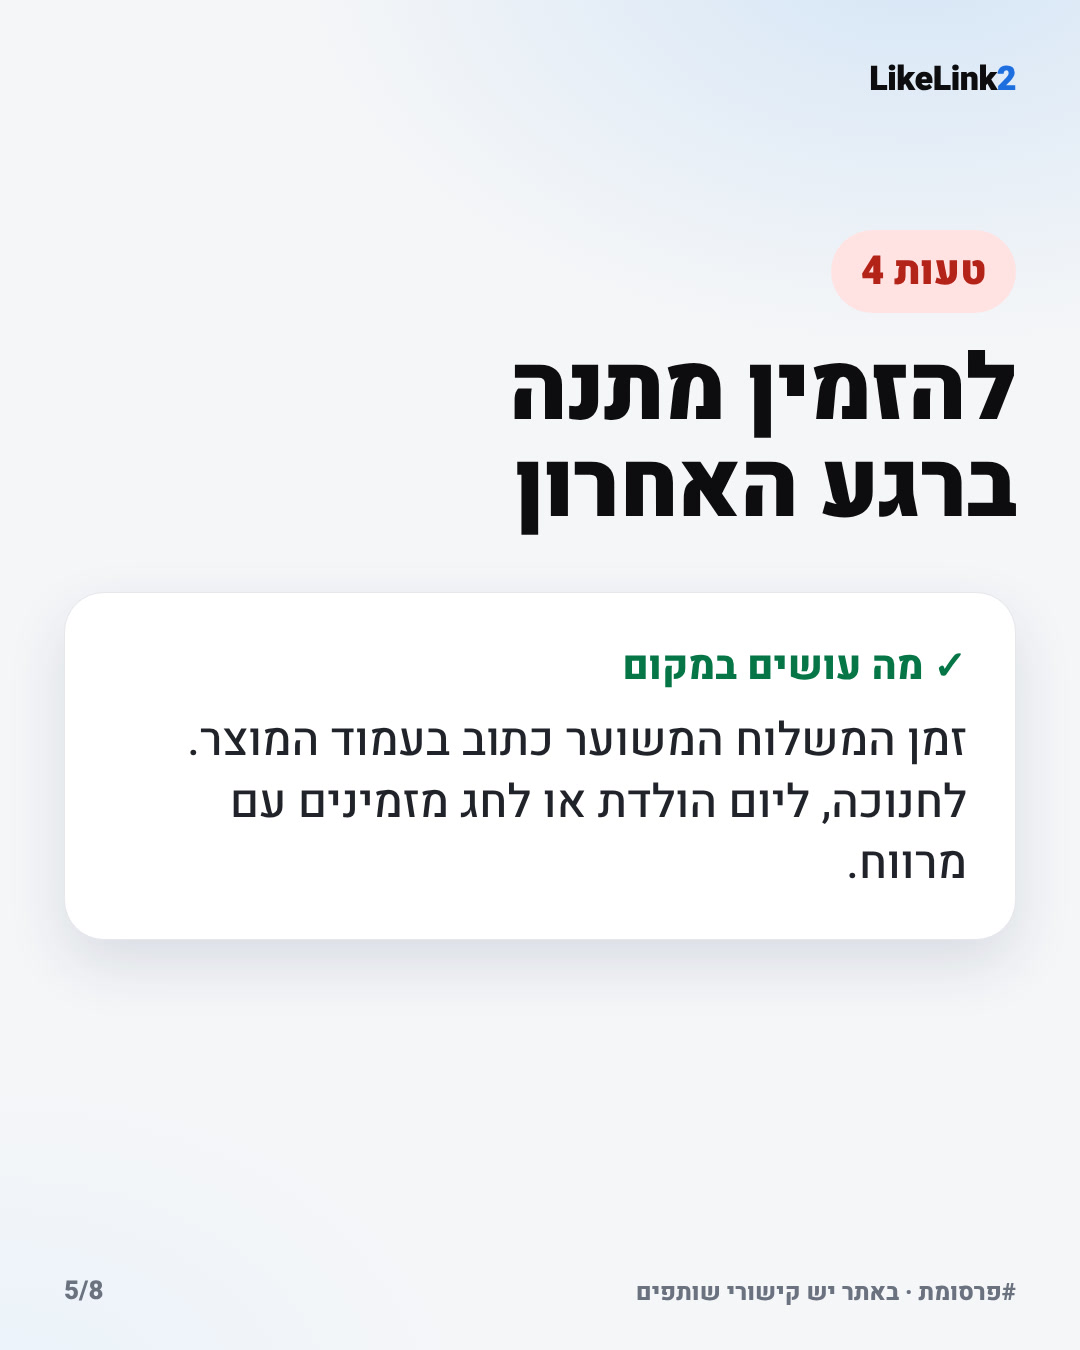 LikeLink2
טעות 4
להזמין מתנה
ברגע האחרון
✓ מה עושים במקום
זמן המשלוח המשוער כתוב בעמוד המוצר.
לחנוכה, ליום הולדת או לחג מזמינים עם
מרווח.
#פרסומת · באתר יש קישורי שותפים
5/8